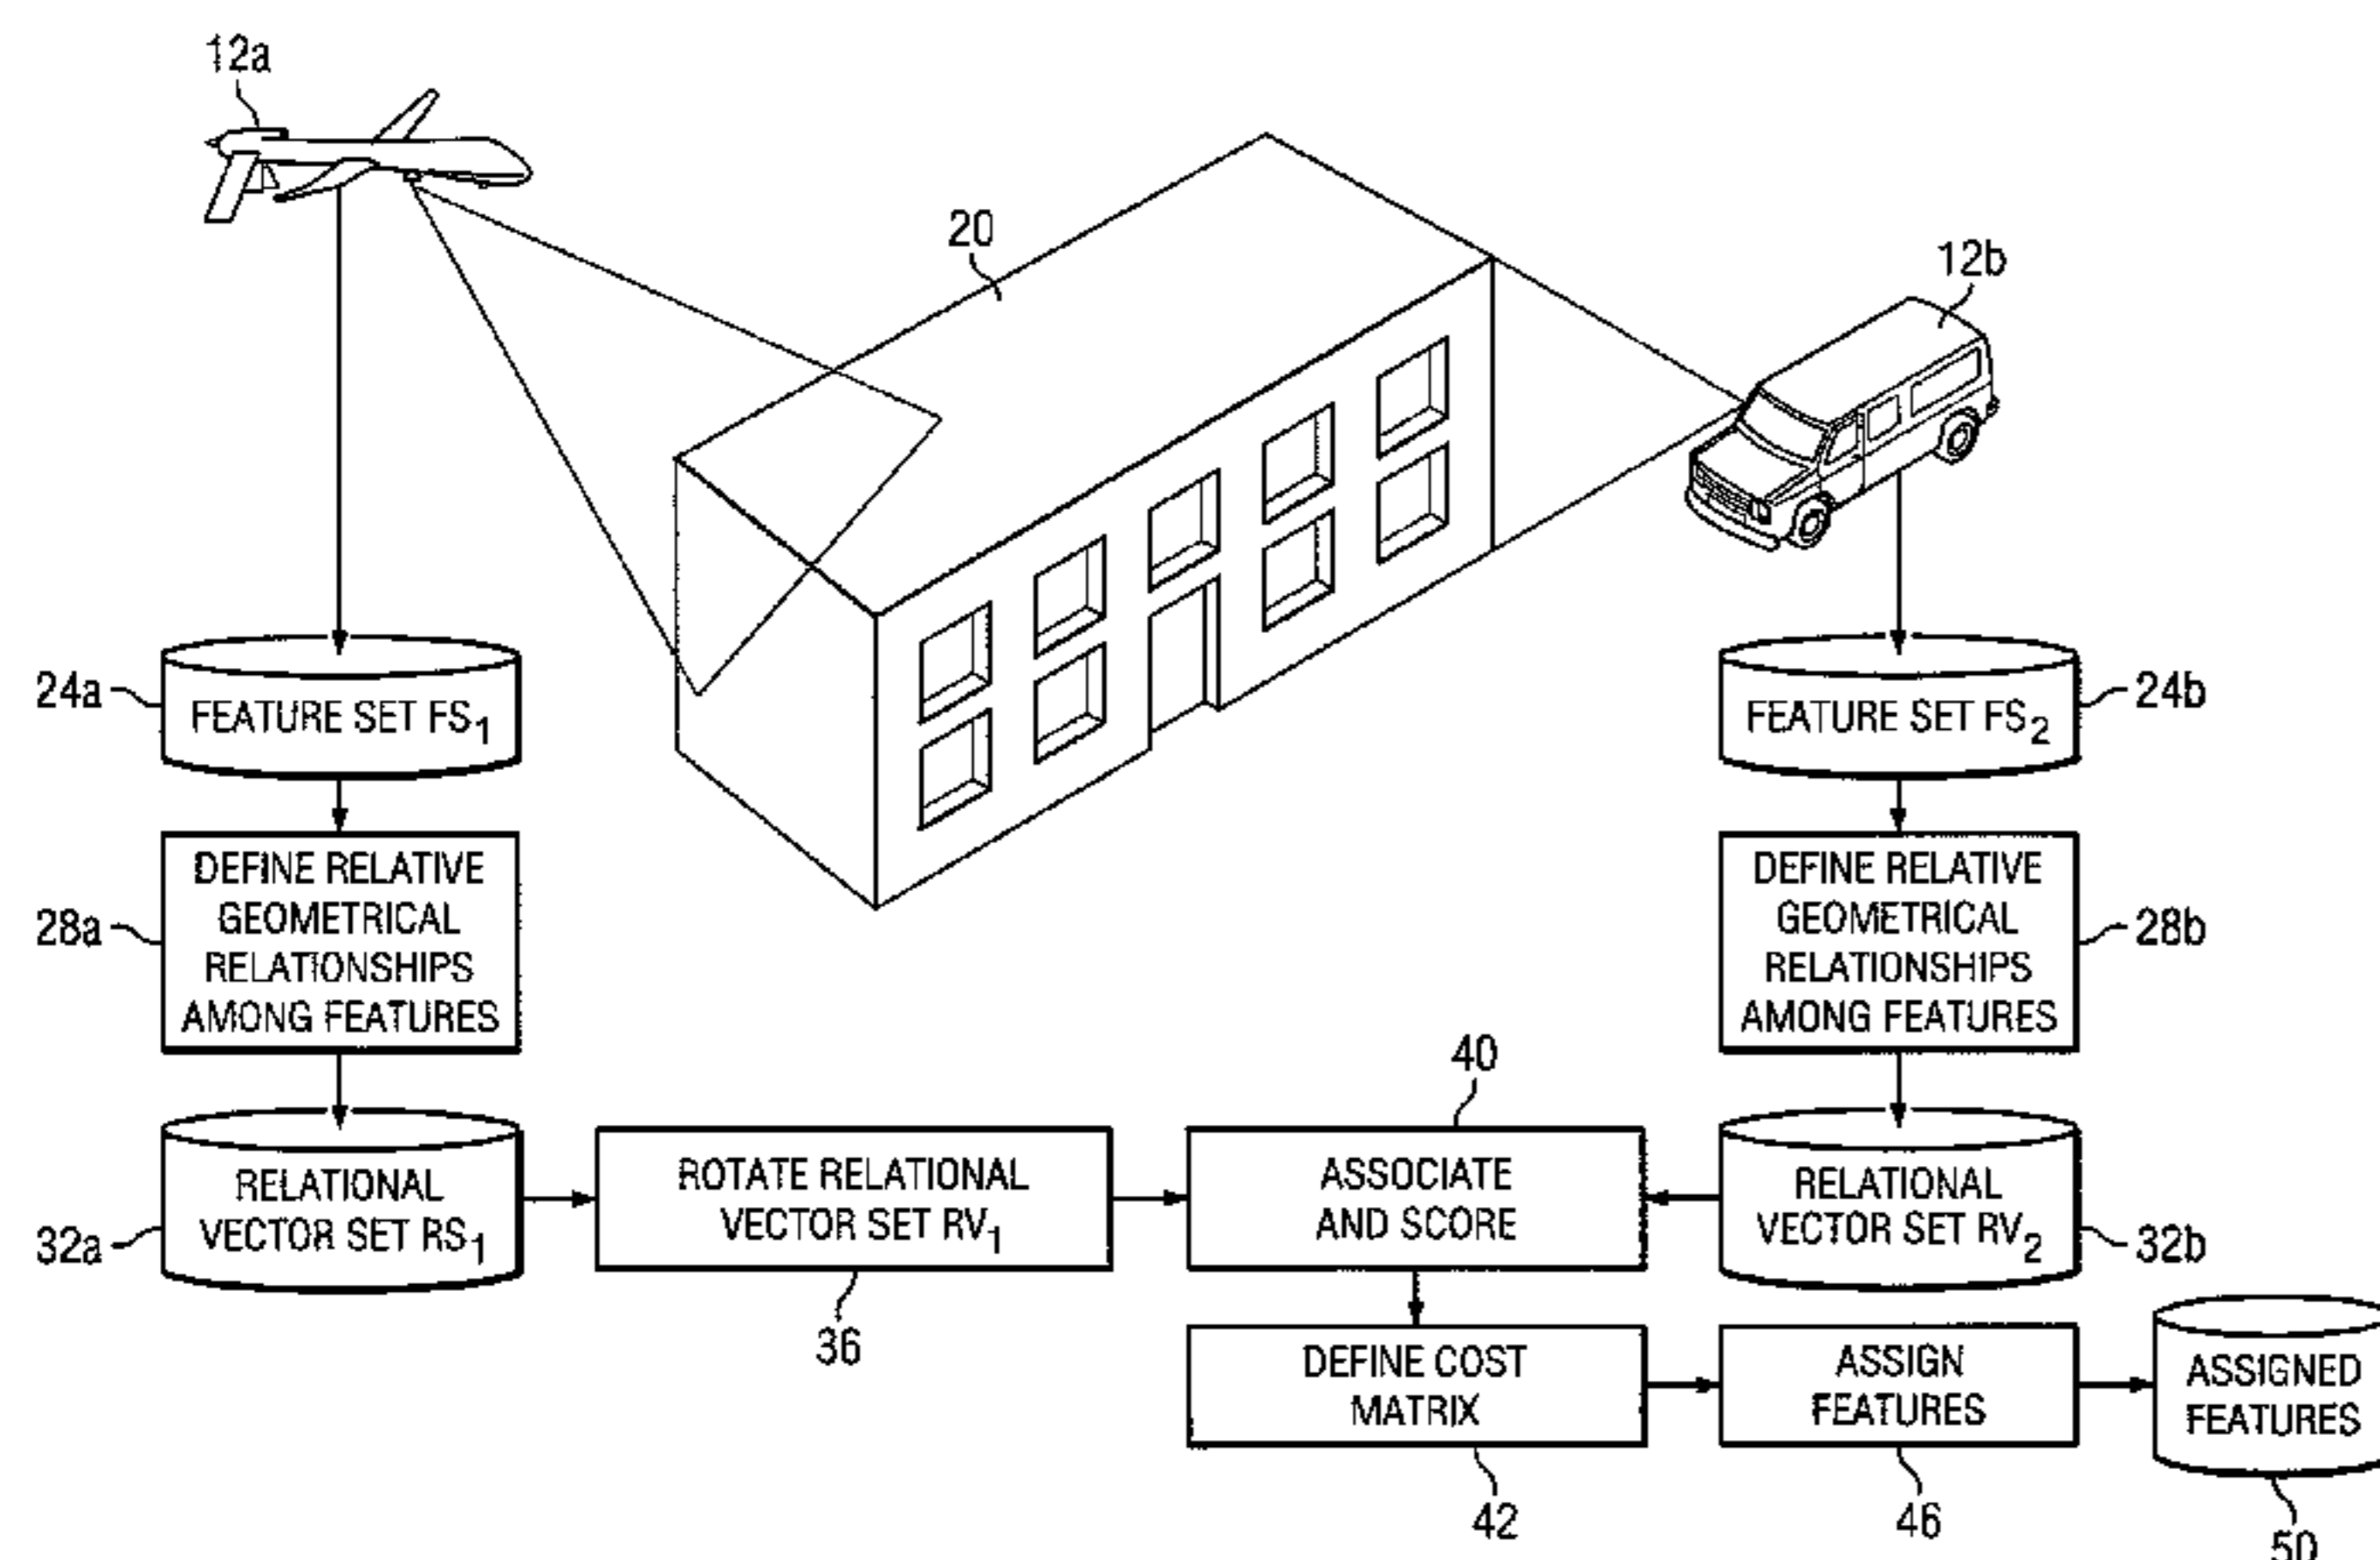 12a
20
12b
24a
FEATURE SET FS1
FEATURE SET FS2
24b
28a
DEFINE RELATIVE
GEOMETRICAL
RELATIONSHIPS
AMONG FEATURES
DEFINE RELATIVE
GEOMETRICAL
RELATIONSHIPS
AMONG FEATURES
28b
32a
RELATIONAL
VECTOR SET RS1
ROTATE RELATIONAL
VECTOR SET RV1
36
40
ASSOCIATE
AND SCORE
RELATIONAL
VECTOR SET RV2
32b
DEFINE COST
MATRIX
42
ASSIGN
FEATURES
46
ASSIGNED
FEATURES
50